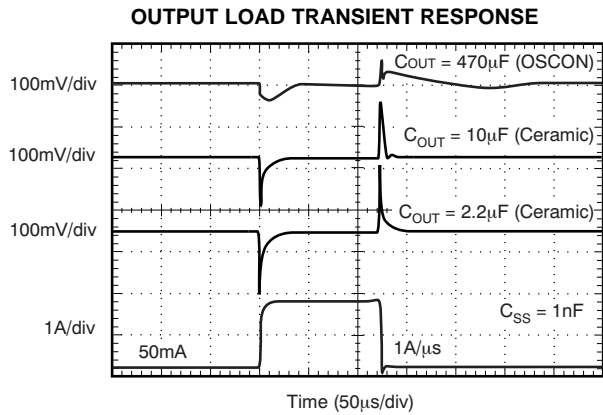 OUTPUT LOAD TRANSIENT RESPONSE
COUT = 470µF (OSCON)
100mV/div
100mV/div
COUT = 10µF (Ceramic)
100mV/div
COUT = 2.2µF (Ceramic)
1A/div
CSS = 1nF
50mA
1A/µs
Time (50µs/div)